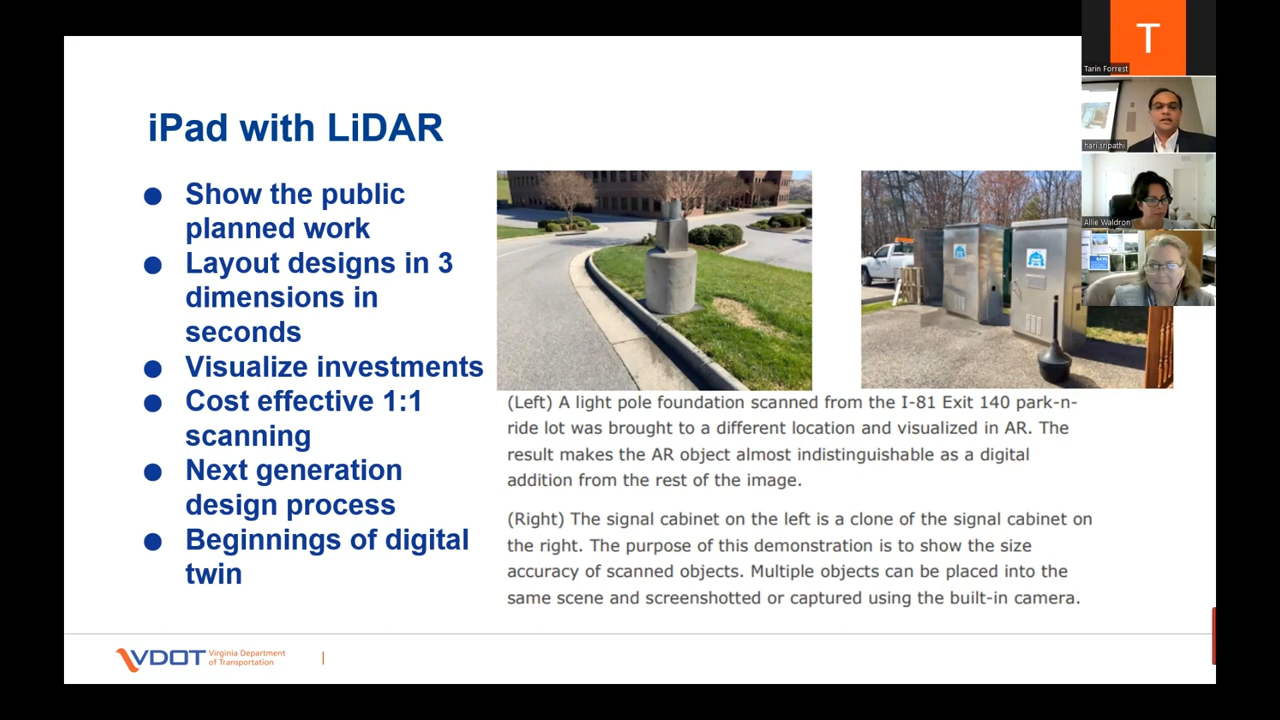 iPad with LiDAR
● Show the public
planned work
● Layout designs in 3
dimensions in
seconds
● Visualize investments
● Cost effective 1:1
scanning
● Next generation
design process
● Beginnings of digital
twin
(Left) A light pole foundation scanned from the I-81 Exit 140 park-n-
ride lot was brought to a different location and visualized in AR. The
result makes the AR object almost indistinguishable as a digital
addition from the rest of the image.
(Right) The signal cabinet on the left is a clone of the signal cabinet on
the right. The purpose of this demonstration is to show the size
accuracy of scanned objects. Multiple objects can be placed into the
same scene and screenshotted or captured using the built-in camera.
VDOT Virginia Department
of Transportation
T
Tarin Forrest
hari.tripathi
Allie Waldron